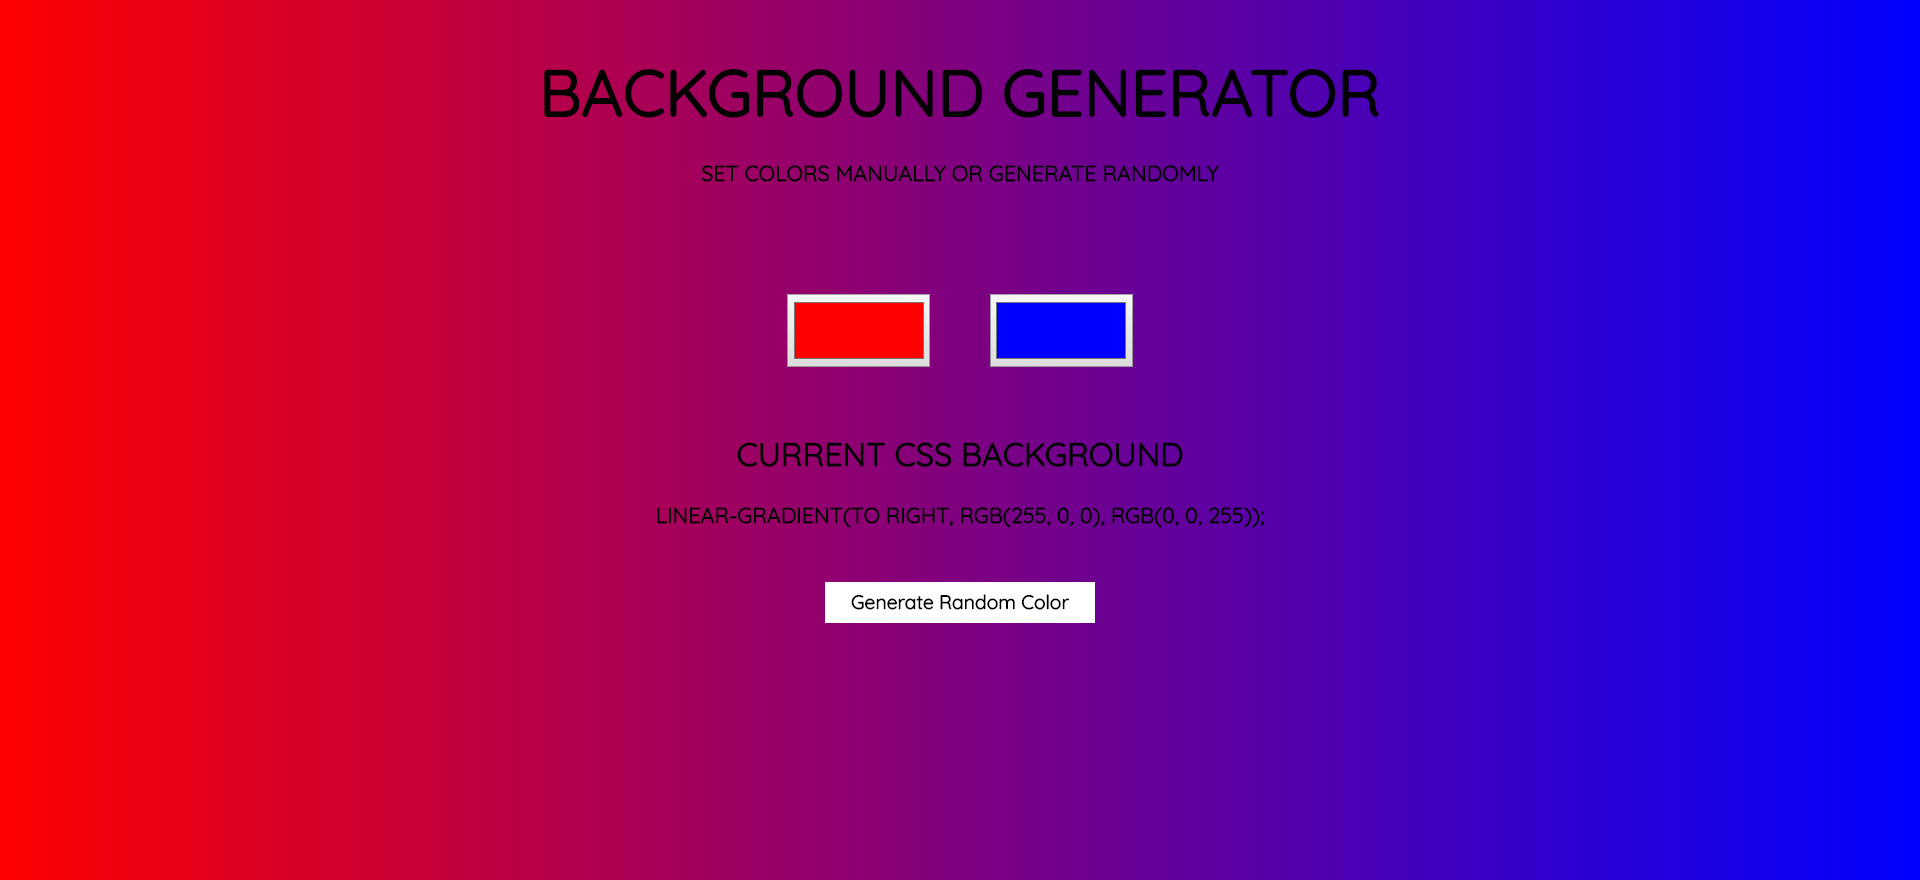 BACKGROUND GENERATOR
SET COLORS MANUALLY OR GENERATE RANDOMLY
CURRENT CSS BACKGROUND
LINEAR-GRADIENT(TO RIGHT, RGB(255, 0, 0), RGB(0, 0, 255));
Generate Random Color